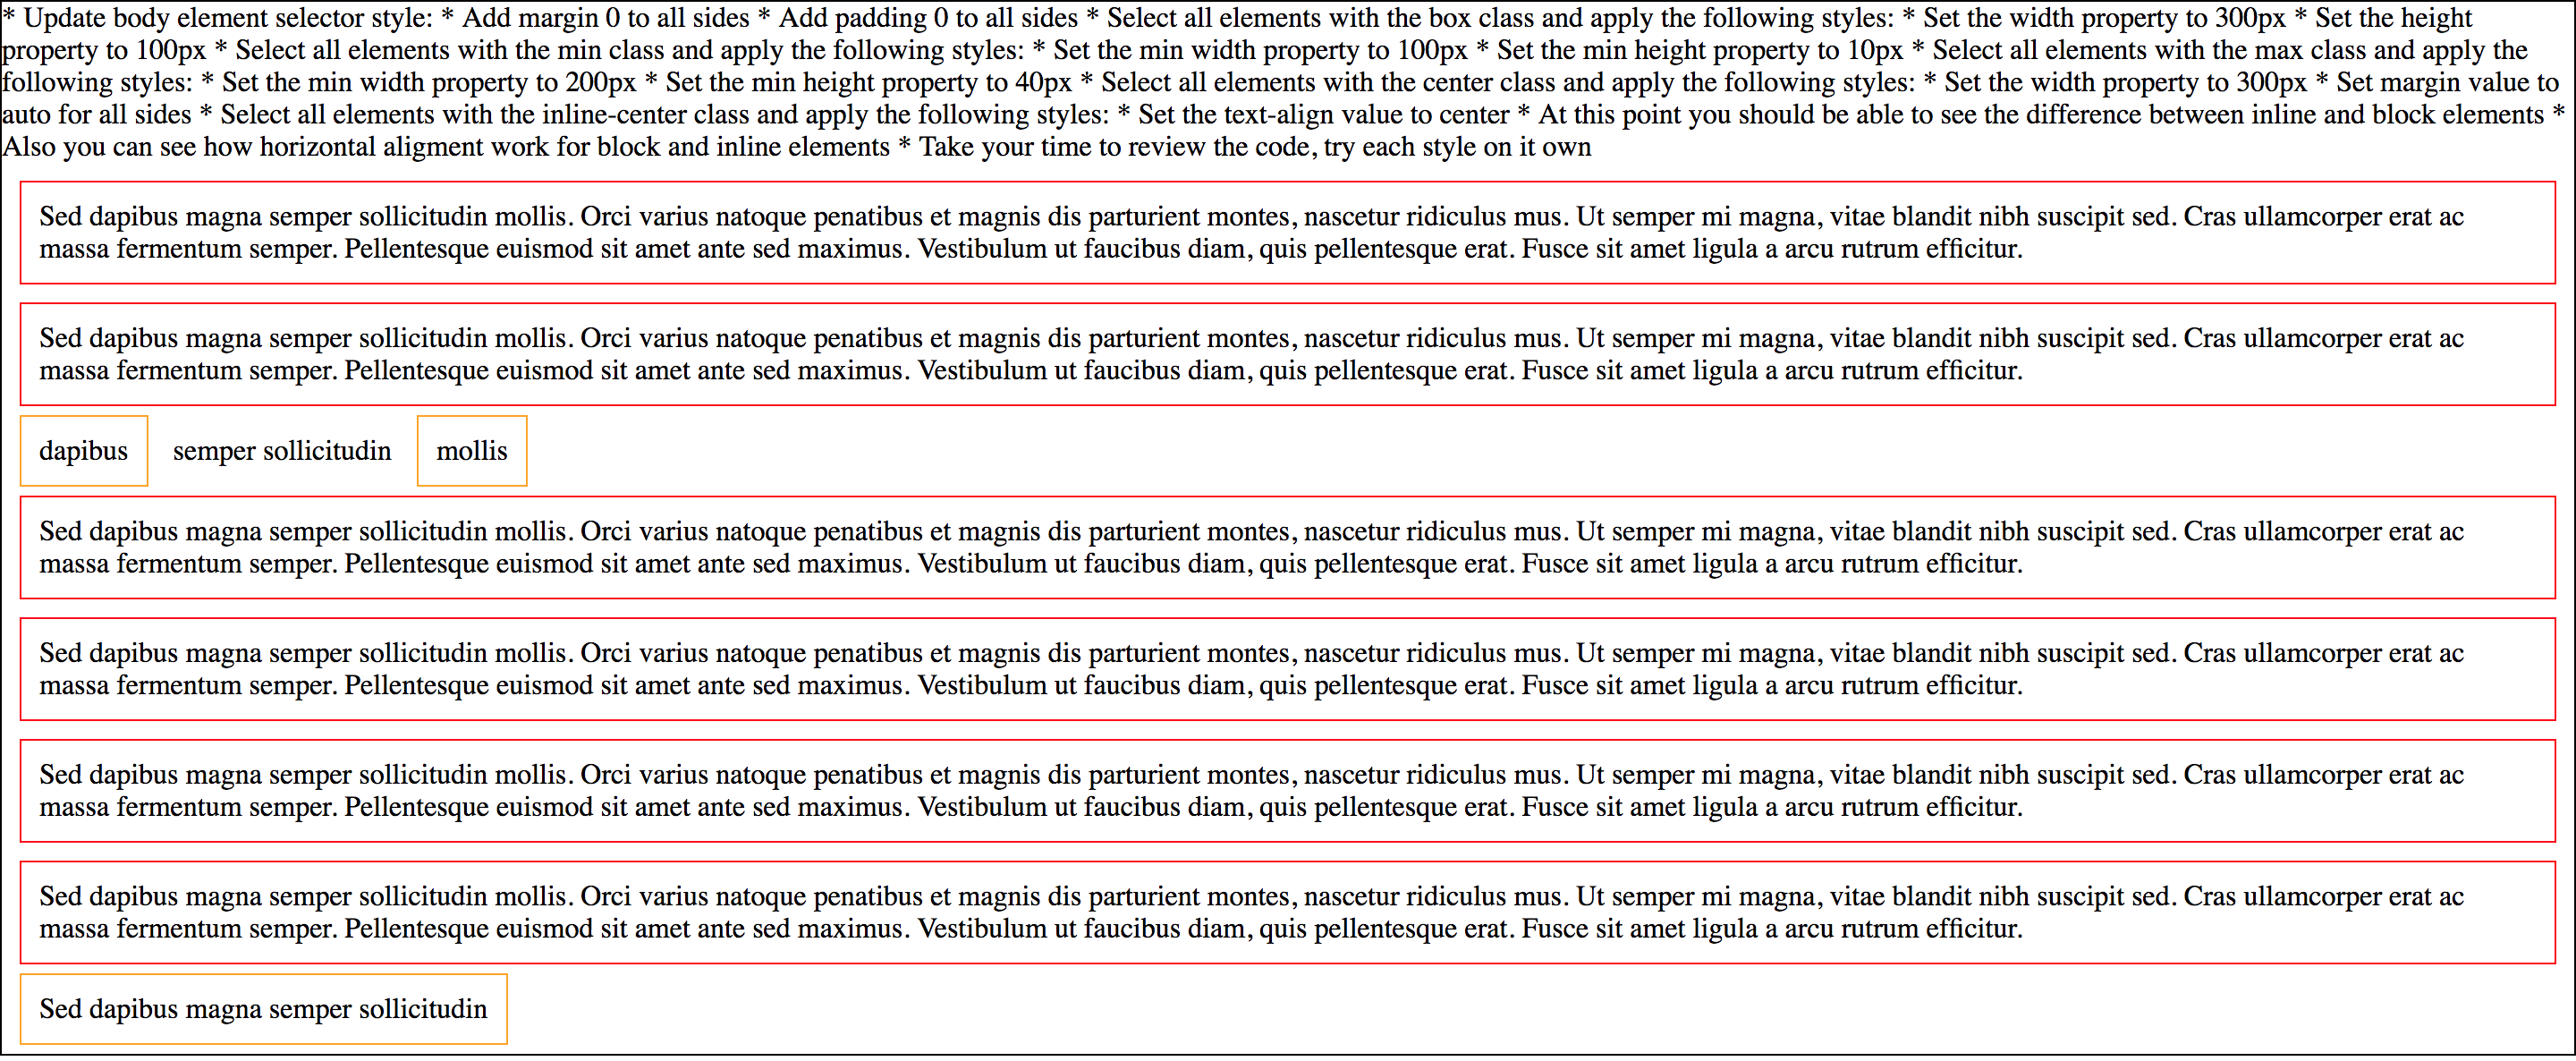 * Update body element selector style: * Add margin 0 to all sides * Add padding 0 to all sides * Select all elements with the box class and apply the following styles: * Set the width property to 300px * Set the height
property to 100px * Select all elements with the min class and apply the following styles: * Set the min width property to 100px * Set the min height property to 10px * Select all elements with the max class and apply the
following styles: * Set the min width property to 200px * Set the min height property to 40px * Select all elements with the center class and apply the following styles: * Set the width property to 300px * Set margin value to
auto for all sides * Select all elements with the inline-center class and apply the following styles: * Set the text-align value to center * At this point you should be able to see the difference between inline and block elements *
Also you can see how horizontal aligment work for block and inline elements * Take your time to review the code, try each style on it own
Sed dapibus magna semper sollicitudin mollis. Orci varius natoque penatibus et magnis dis parturient montes, nascetur ridiculus mus. Ut semper mi magna, vitae blandit nibh suscipit sed. Cras ullamcorper erat ac
massa fermentum semper. Pellentesque euismod sit amet ante sed maximus. Vestibulum ut faucibus diam, quis pellentesque erat. Fusce sit amet ligula a arcu rutrum efficitur.
Sed dapibus magna semper sollicitudin mollis. Orci varius natoque penatibus et magnis dis parturient montes, nascetur ridiculus mus. Ut semper mi magna, vitae blandit nibh suscipit sed. Cras ullamcorper erat ac
massa fermentum semper. Pellentesque euismod sit amet ante sed maximus. Vestibulum ut faucibus diam, quis pellentesque erat. Fusce sit amet ligula a arcu rutrum efficitur.
dapibus semper sollicitudin mollis
Sed dapibus magna semper sollicitudin mollis. Orci varius natoque penatibus et magnis dis parturient montes, nascetur ridiculus mus. Ut semper mi magna, vitae blandit nibh suscipit sed. Cras ullamcorper erat ac
massa fermentum semper. Pellentesque euismod sit amet ante sed maximus. Vestibulum ut faucibus diam, quis pellentesque erat. Fusce sit amet ligula a arcu rutrum efficitur.
Sed dapibus magna semper sollicitudin mollis. Orci varius natoque penatibus et magnis dis parturient montes, nascetur ridiculus mus. Ut semper mi magna, vitae blandit nibh suscipit sed. Cras ullamcorper erat ac
massa fermentum semper. Pellentesque euismod sit amet ante sed maximus. Vestibulum ut faucibus diam, quis pellentesque erat. Fusce sit amet ligula a arcu rutrum efficitur.
Sed dapibus magna semper sollicitudin mollis. Orci varius natoque penatibus et magnis dis parturient montes, nascetur ridiculus mus. Ut semper mi magna, vitae blandit nibh suscipit sed. Cras ullamcorper erat ac
massa fermentum semper. Pellentesque euismod sit amet ante sed maximus. Vestibulum ut faucibus diam, quis pellentesque erat. Fusce sit amet ligula a arcu rutrum efficitur.
Sed dapibus magna semper sollicitudin mollis. Orci varius natoque penatibus et magnis dis parturient montes, nascetur ridiculus mus. Ut semper mi magna, vitae blandit nibh suscipit sed. Cras ullamcorper erat ac
massa fermentum semper. Pellentesque euismod sit amet ante sed maximus. Vestibulum ut faucibus diam, quis pellentesque erat. Fusce sit amet ligula a arcu rutrum efficitur.
Sed dapibus magna semper sollicitudin